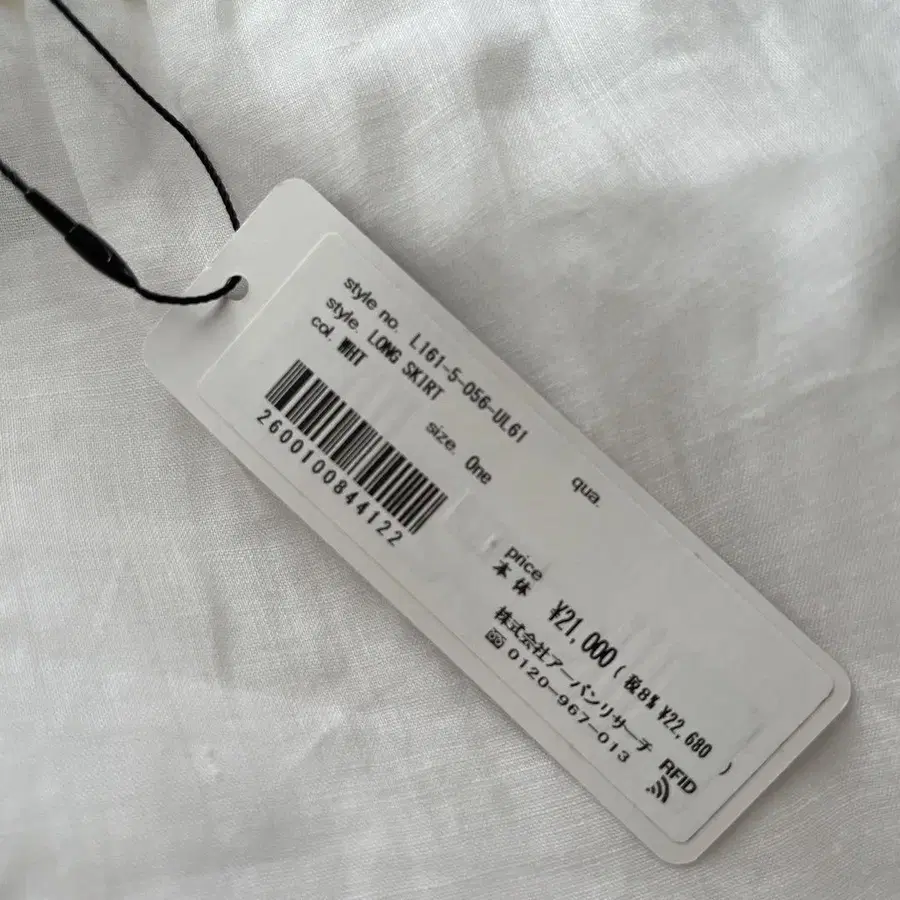 style no. L161-5-056-UL61
style. LONG SKIRT
col. WHT
size. One
qua.
2600100844122
price
本体 ¥21,000 (税8% ¥22,680 )
株式会社アーバンリサーチ
0120-967-013
RFID